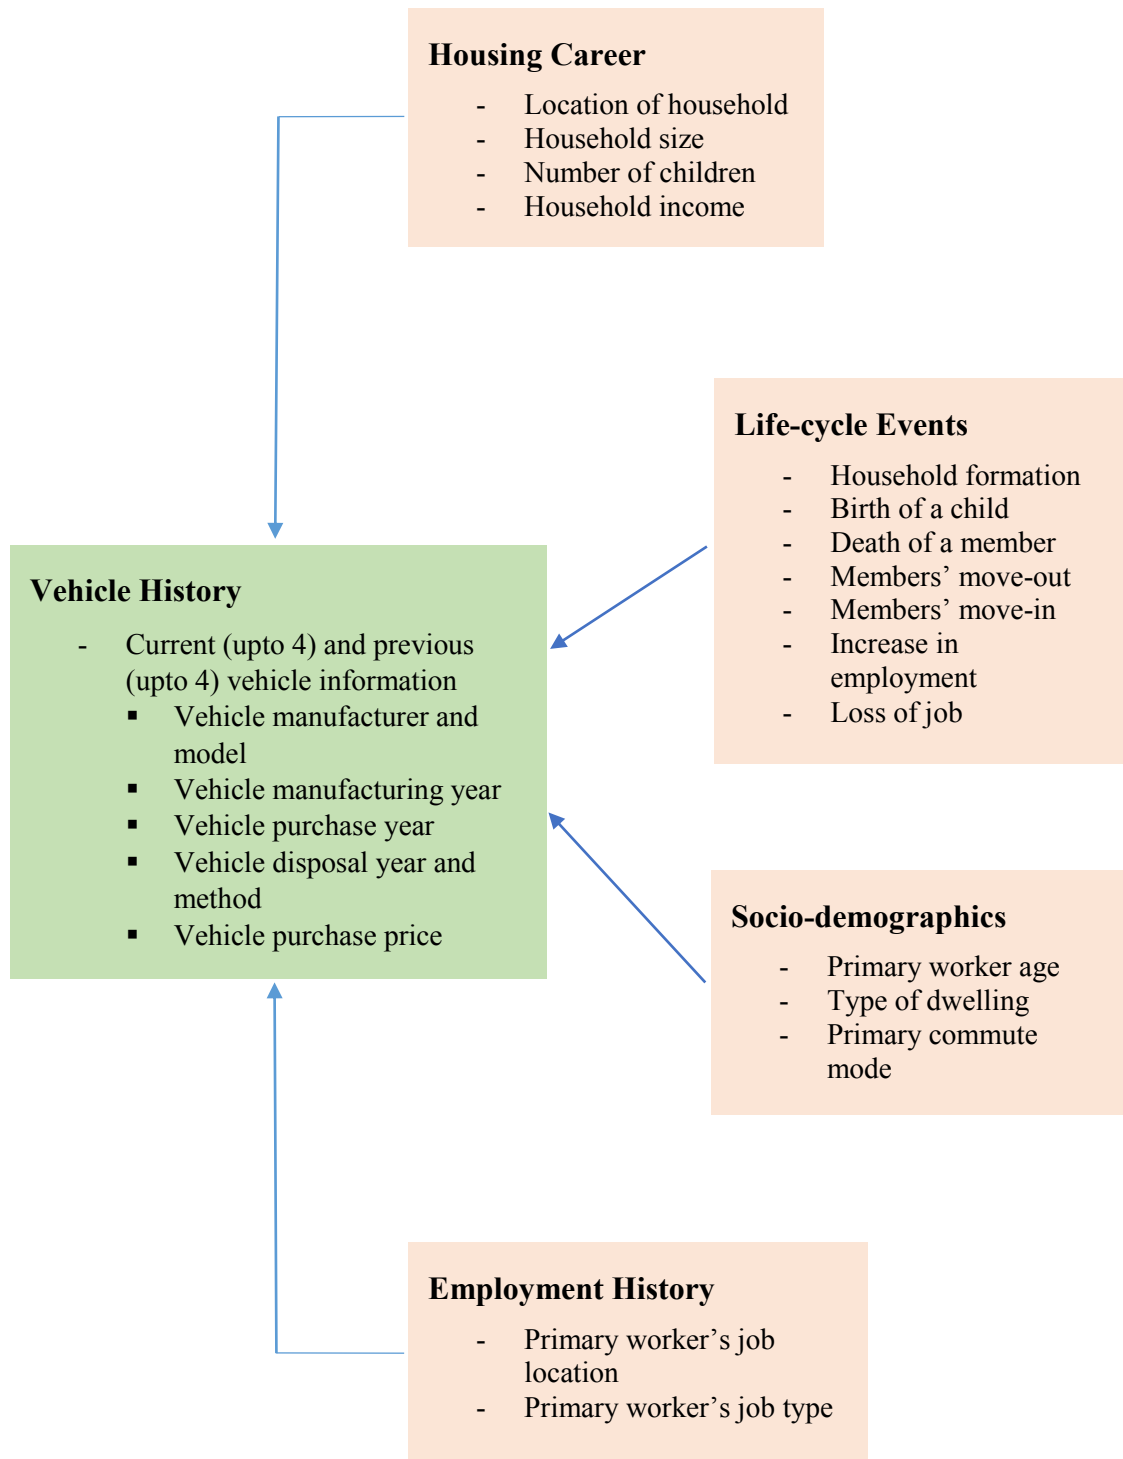 Housing Career
- Location of household
- Household size
- Number of children
- Household income
Life-cycle Events
- Household formation
- Birth of a child
- Death of a member
- Members’ move-out
- Members’ move-in
- Increase in
employment
- Loss of job
Vehicle History
- Current (upto 4) and previous
(upto 4) vehicle information
▪ Vehicle manufacturer and
model
▪ Vehicle manufacturing year
▪ Vehicle purchase year
▪ Vehicle disposal year and
method
▪ Vehicle purchase price
Socio-demographics
- Primary worker age
- Type of dwelling
- Primary commute
mode
Employment History
- Primary worker’s job
location
- Primary worker’s job type